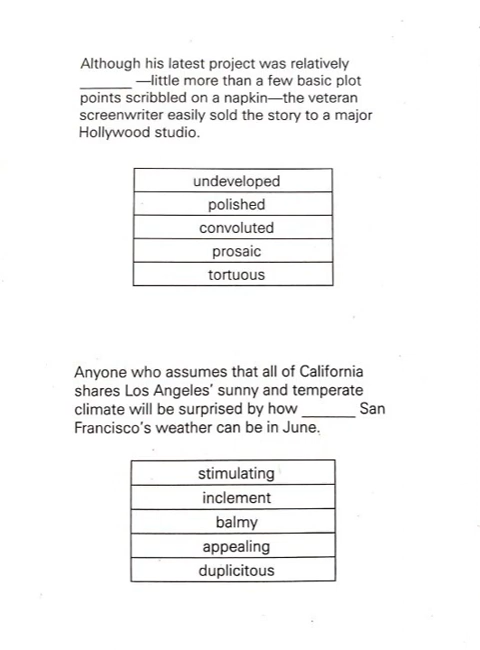 Although his latest project was relatively
______ —little more than a few basic plot
points scribbled on a napkin—the veteran
screenwriter easily sold the story to a major
Hollywood studio.
undeveloped
polished
convoluted
prosaic
tortuous
Anyone who assumes that all of California
shares Los Angeles' sunny and temperate
climate will be surprised by how ______ San
Francisco's weather can be in June.
stimulating
inclement
balmy
appealing
duplicitous